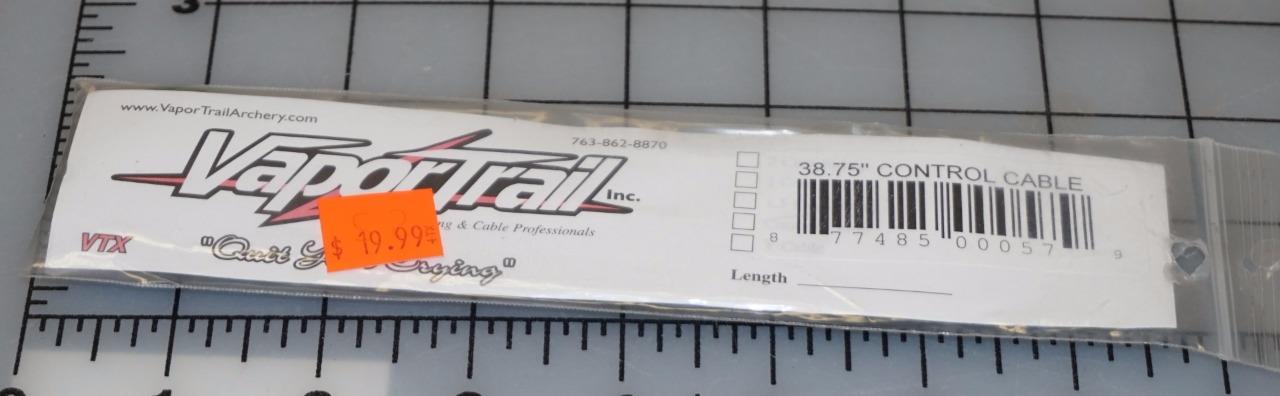 3
www.VaporTrailArchery.com
763-862-8870
VaporTrail Inc.
& Cable Professionals
VTX
"Quit Crying"
$ 19.99
38.75" CONTROL CABLE
8 77485 00057 9
Length
1